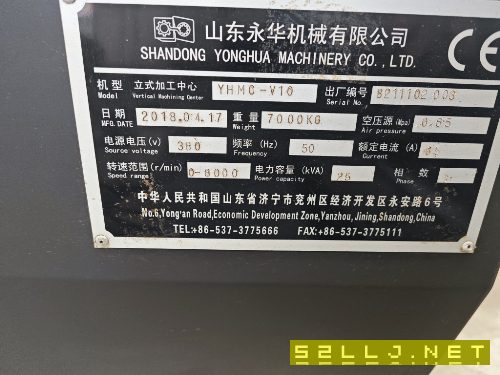 山东永华机械有限公司
SHANDONG YONGHUA MACHINERY CO., LTD.
CE
机型 立式加工中心 YHMC-V10 出厂编号
Model Vertical Machining Center Serial No.
日期 2018.04.17 重量 7000KG 空压源(Mpa) 0.65
MFG.DATE Weight Air pressure
电源电压(v) 380 频率(Hz) 50 额定电流(A)
Source voltage Frequency Current
转速范围(r/min) 0-8000 电力容量(kVA) 25 相数
Speed range Power capacity Phase
中华人民共和国山东省济宁市兖州区经济开发区永安路6号
No.6,Yong'an Road,Economic Development Zone,Yanzhou,Jining,Shandong,China
TEL:+86-537-3775666 FAX:+86-537-3775111
52LLJ.NET